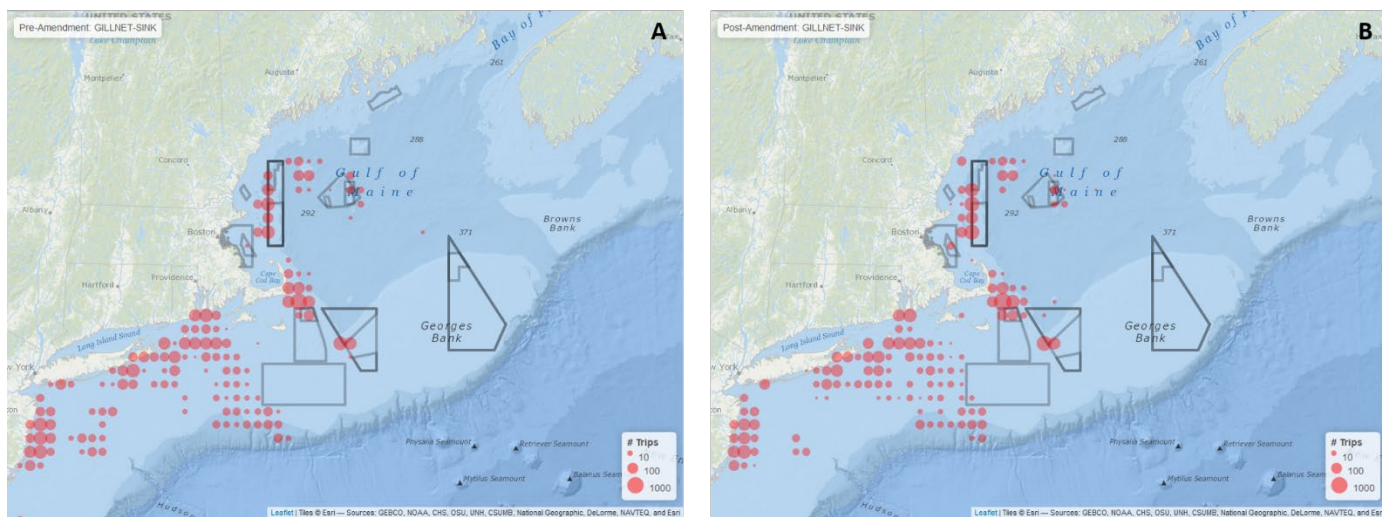 Pre-Amendment: GILLNET-SINK
UNITED STATES
A
Lake Champlain
Bay of
261
Montpelier
Augusta
288
Concord
Gulf of
Maine
Albany
292
Browns
Bank
Boston
371
Providence
Cape
Cod Bay
Hartford
Long Island Sound
Georges
Bank
# Trips
10
100
1000
Physalia Seamount
Retriever Seamount
Mytilus Seamount
Balanus
Leaflet | Tiles © Esri — Sources: GEBCO, NOAA, CHS, OSU, UNH, CSUMB, National Geographic, DeLorme, NAVTEQ, and Esri
Post-Amendment: GILLNET-SINK
UNITED STATES
B
Lake Champlain
Bay of
261
Montpelier
Augusta
288
Concord
Gulf of
Maine
Albany
292
Browns
Bank
Boston
371
Providence
Cape
Cod Bay
Hartford
Long Island Sound
Georges
Bank
# Trips
10
100
1000
Physalia Seamount
Retriever Seamount
Mytilus Seamount
Balanus
Leaflet | Tiles © Esri — Sources: GEBCO, NOAA, CHS, OSU, UNH, CSUMB, National Geographic, DeLorme, NAVTEQ, and Esri